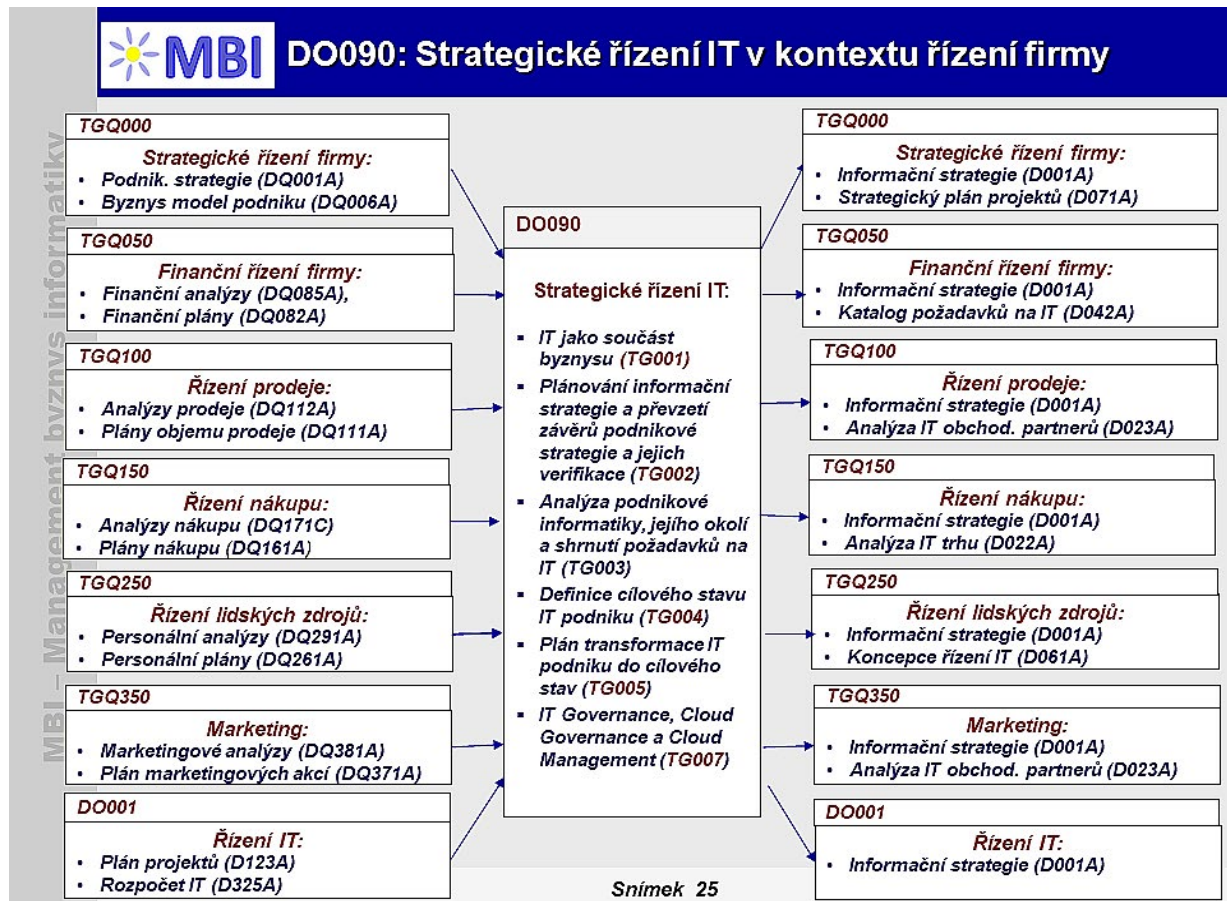 MBI
DO090: Strategické řízení IT v kontextu řízení firmy
MBI – Management byznys informatiky
TGQ000
Strategické řízení firmy:
• Podnik. strategie (DQ001A)
• Byznys model podniku (DQ006A)
TGQ050
Finanční řízení firmy:
• Finanční analýzy (DQ085A),
• Finanční plány (DQ082A)
TGQ100
Řízení prodeje:
• Analýzy prodeje (DQ112A)
• Plány objemu prodeje (DQ111A)
TGQ150
Řízení nákupu:
• Analýzy nákupu (DQ171C)
• Plány nákupu (DQ161A)
TGQ250
Řízení lidských zdrojů:
• Personální analýzy (DQ291A)
• Personální plány (DQ261A)
TGQ350
Marketing:
• Marketingové analýzy (DQ381A)
• Plán marketingových akcí (DQ371A)
DO001
Řízení IT:
• Plán projektů (D123A)
• Rozpočet IT (D325A)
DO090
Strategické řízení IT:
▪ IT jako součást
byznysu (TG001)
▪ Plánování informační
strategie a převzetí
závěrů podnikové
strategie a jejich
verifikace (TG002)
▪ Analýza podnikové
informatiky, jejího okolí
a shrnutí požadavků na
IT (TG003)
▪ Definice cílového stavu
IT podniku (TG004)
▪ Plán transformace IT
podniku do cílového
stav (TG005)
▪ IT Governance, Cloud
Governance a Cloud
Management (TG007)
TGQ000
Strategické řízení firmy:
• Informační strategie (D001A)
• Strategický plán projektů (D071A)
TGQ050
Finanční řízení firmy:
• Informační strategie (D001A)
• Katalog požadavků na IT (D042A)
TGQ100
Řízení prodeje:
• Informační strategie (D001A)
• Analýza IT obchod. partnerů (D023A)
TGQ150
Řízení nákupu:
• Informační strategie (D001A)
• Analýza IT trhu (D022A)
TGQ250
Řízení lidských zdrojů:
• Informační strategie (D001A)
• Koncepce řízení IT (D061A)
TGQ350
Marketing:
• Informační strategie (D001A)
• Analýza IT obchod. partnerů (D023A)
DO001
Řízení IT:
• Informační strategie (D001A)
Snímek 25